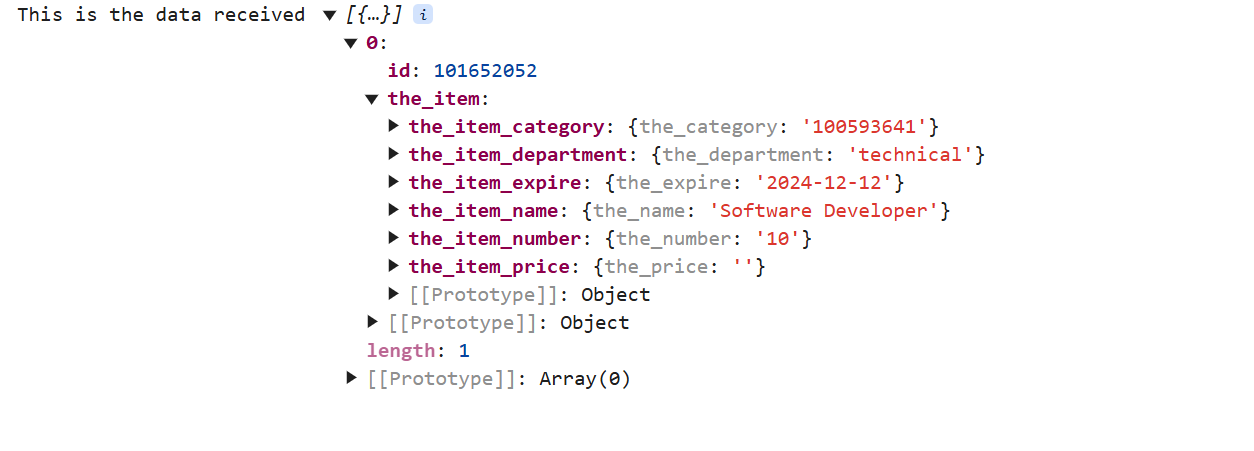 This is the data received ▼ [{…}] i
▼ 0:
id: 101652052
▼ the_item:
▶ the_item_category: {the_category: '100593641'}
▶ the_item_department: {the_department: 'technical'}
▶ the_item_expire: {the_expire: '2024-12-12'}
▶ the_item_name: {the_name: 'Software Developer'}
▶ the_item_number: {the_number: '10'}
▶ the_item_price: {the_price: ''}
▶ [[Prototype]]: Object
▶ [[Prototype]]: Object
length: 1
▶ [[Prototype]]: Array(0)